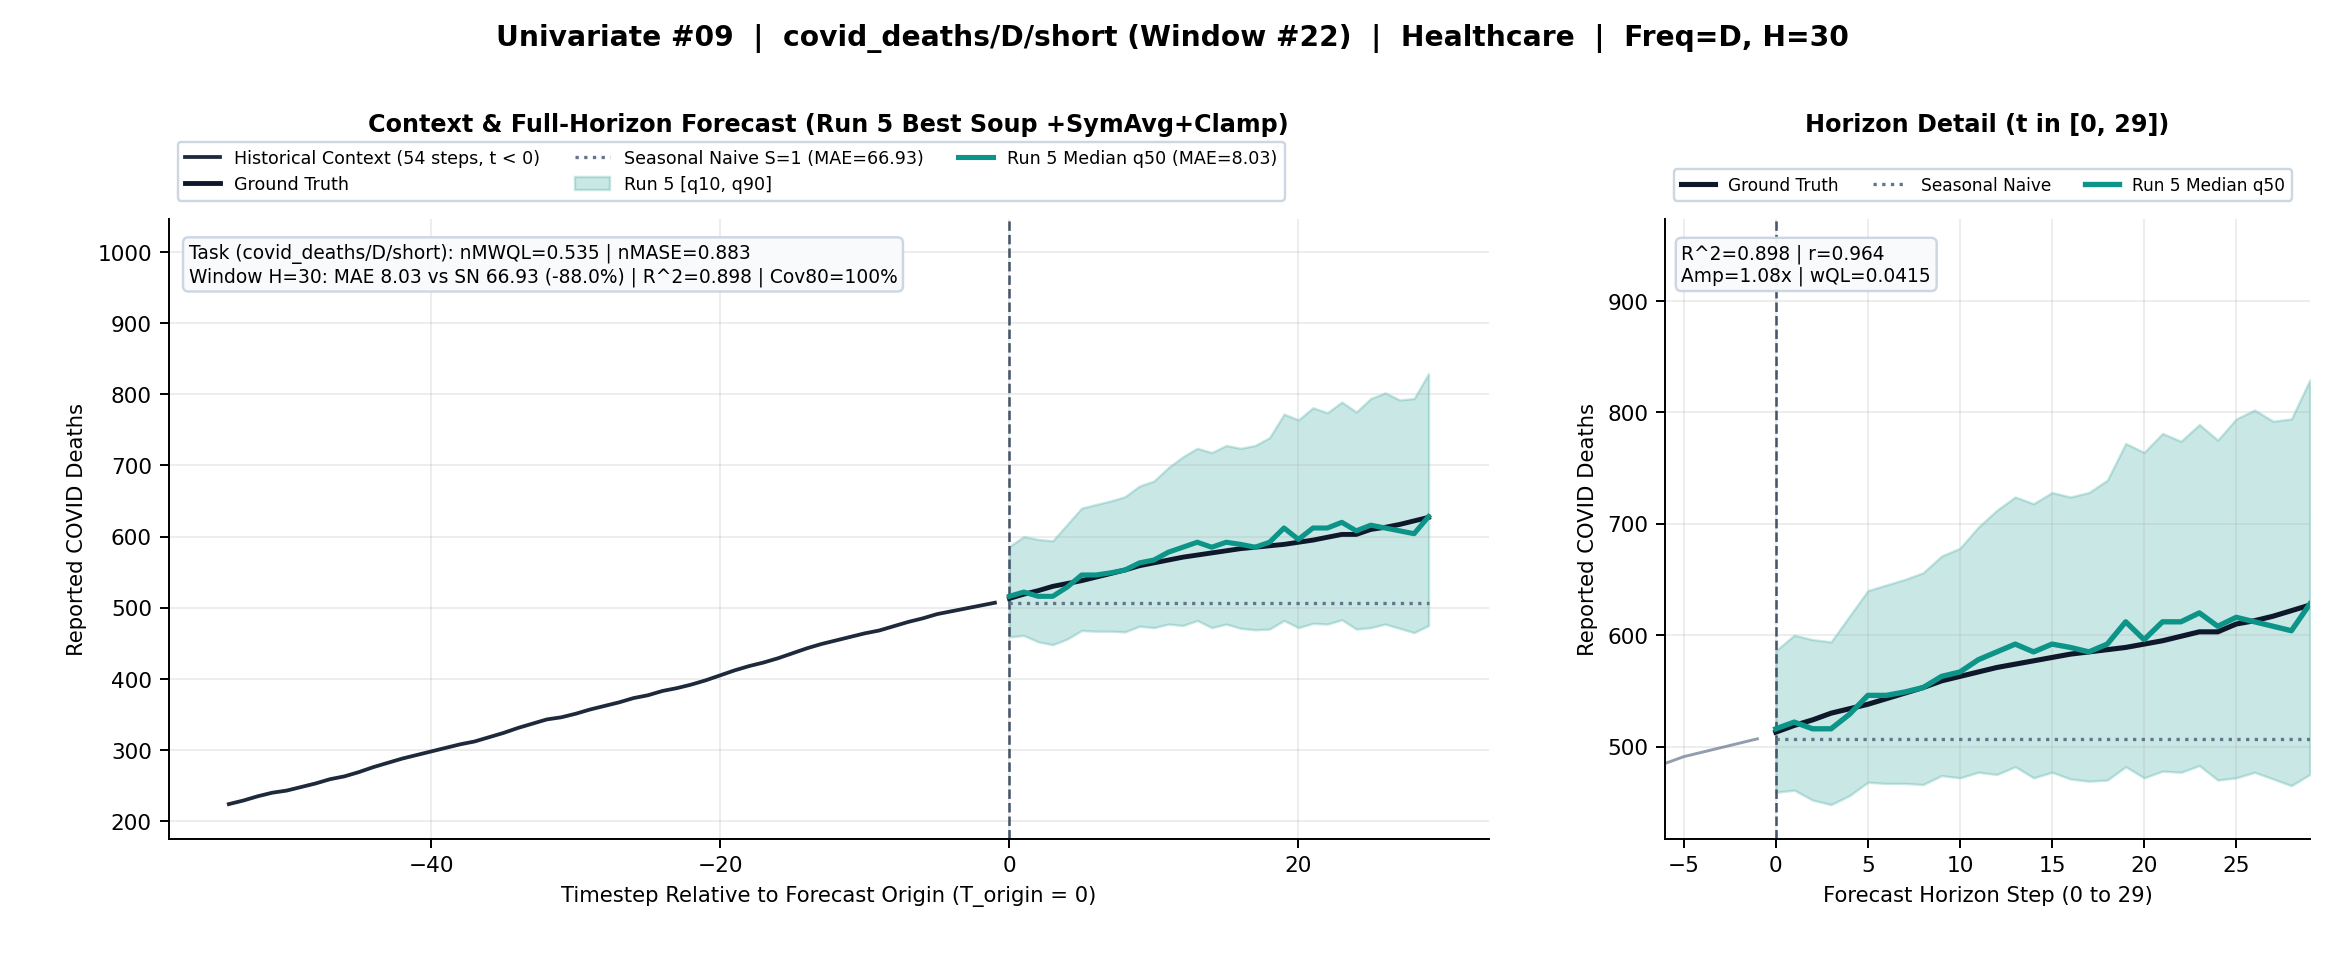 Univariate #09 | covid_deaths/D/short (Window #22) | Healthcare | Freq=D, H=30
Context & Full-Horizon Forecast (Run 5 Best Soup +SymAvg+Clamp)
Historical Context (54 steps, t < 0)
Ground Truth
Seasonal Naive S=1 (MAE=66.93)
Run 5 [q10, q90]
Run 5 Median q50 (MAE=8.03)
Task (covid_deaths/D/short): nMWQL=0.535 | nMASE=0.883
Window H=30: MAE 8.03 vs SN 66.93 (-88.0%) | R^2=0.898 | Cov80=100%
Reported COVID Deaths
1000
900
800
700
600
500
400
300
200
−40
−20
0
20
Timestep Relative to Forecast Origin (T_origin = 0)
Horizon Detail (t in [0, 29])
Ground Truth
Seasonal Naive
Run 5 Median q50
R^2=0.898 | r=0.964
Amp=1.08x | wQL=0.0415
Reported COVID Deaths
900
800
700
600
500
−5
0
5
10
15
20
25
Forecast Horizon Step (0 to 29)